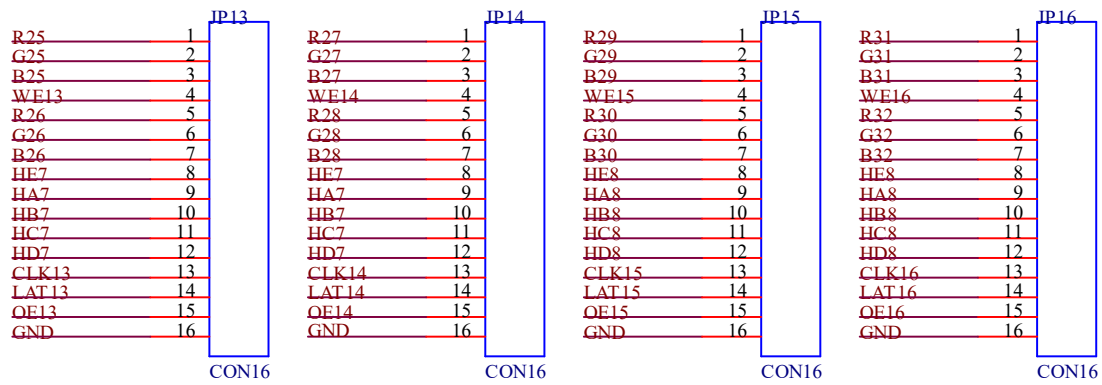 JP13
R25 1
G25 2
B25 3
WE13 4
R26 5
G26 6
B26 7
HE7 8
HA7 9
HB7 10
HC7 11
HD7 12
CLK13 13
LAT13 14
OE13 15
GND 16
CON16
JP14
R27 1
G27 2
B27 3
WE14 4
R28 5
G28 6
B28 7
HE7 8
HA7 9
HB7 10
HC7 11
HD7 12
CLK14 13
LAT14 14
OE14 15
GND 16
CON16
JP15
R29 1
G29 2
B29 3
WE15 4
R30 5
G30 6
B30 7
HE8 8
HA8 9
HB8 10
HC8 11
HD8 12
CLK15 13
LAT15 14
OE15 15
GND 16
CON16
JP16
R31 1
G31 2
B31 3
WE16 4
R32 5
G32 6
B32 7
HE8 8
HA8 9
HB8 10
HC8 11
HD8 12
CLK16 13
LAT16 14
OE16 15
GND 16
CON16